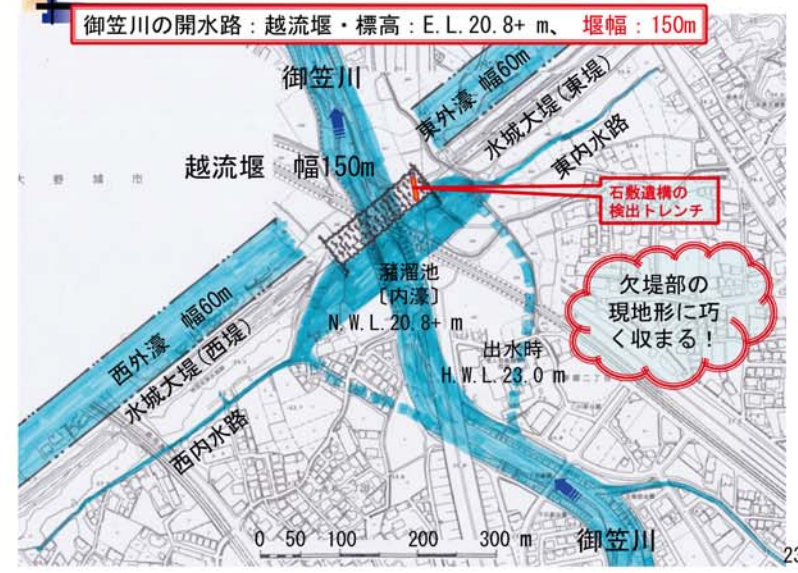 御笠川の開水路：越流堰・標高：E.L.20.8+ m、 堰幅：150m
御笠川
東外濠 幅60m
水城大堤(東堤)
東内水路
越流堰 幅150m
大野城市
石敷遺構の
検出トレンチ
瀦溜池
〔内濠〕
N.W.L.20.8+ m
欠堤部の
現地形に巧
く収まる！
西外濠 幅60m
水城大堤(西堤)
西内水路
出水時
H.W.L.23.0 m
0 50 100 200 300 m
御笠川
23